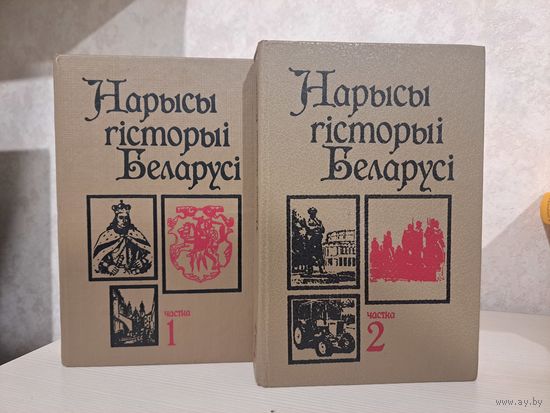 Нарысы
гісторыі
Беларусі
частка
1
Нарысы
гісторыі
Беларусі
частка
2
www.ay.by